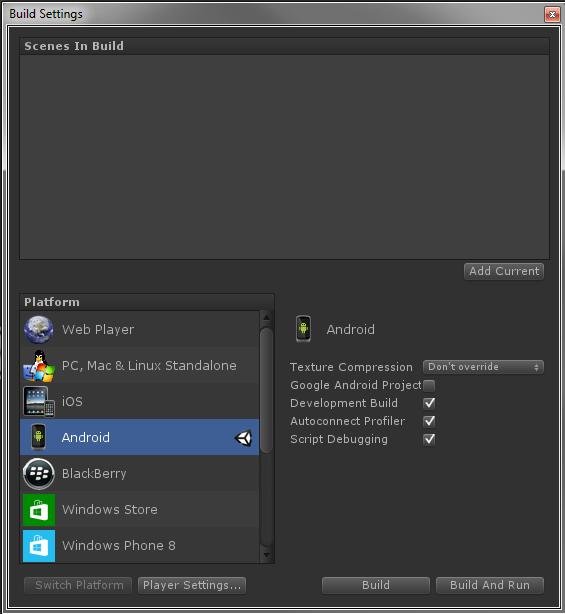 Build Settings
Scenes In Build
Add Current
Platform
Web Player
PC, Mac & Linux Standalone
iOS
Android
BlackBerry
Windows Store
Windows Phone 8
Android
Texture Compression Don't override
Google Android Project
Development Build
Autoconnect Profiler
Script Debugging
Switch Platform Player Settings... Build Build And Run